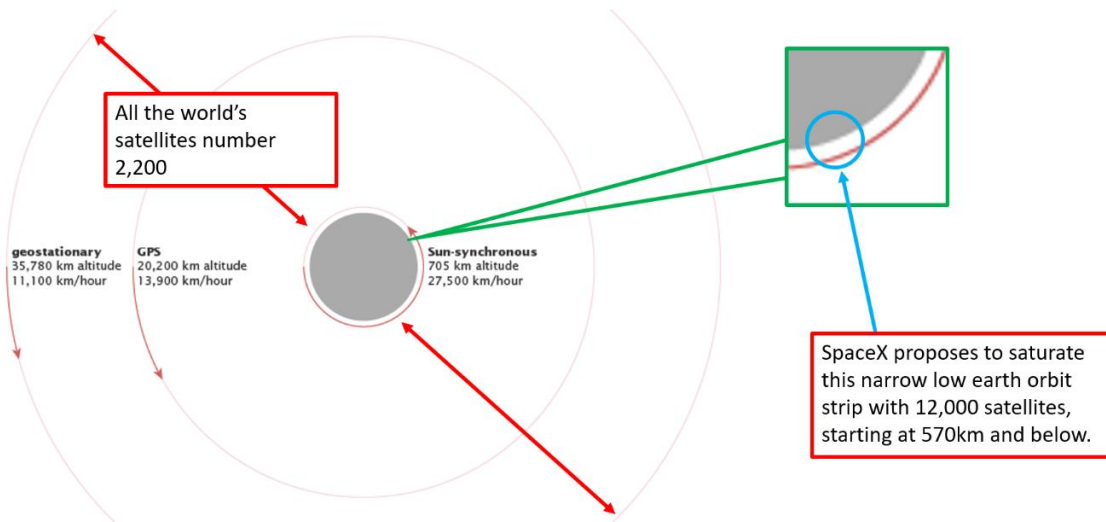 All the world's
satellites number
2,200
geostationary
35,780 km altitude
11,100 km/hour
GPS
20,200 km altitude
13,900 km/hour
Sun-synchronous
705 km altitude
27,500 km/hour
SpaceX proposes to saturate
this narrow low earth orbit
strip with 12,000 satellites,
starting at 570km and below.